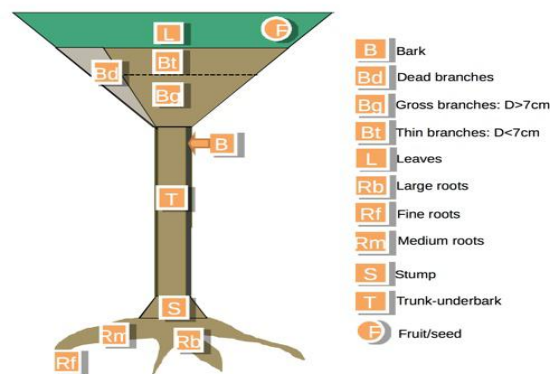 L
F
Bt
Bd
Bg
B
T
S
Rm
Rb
Rf
B Bark
Bd Dead branches
Bg Gross branches: D>7cm
Bt Thin branches: D<7cm
L Leaves
Rb Large roots
Rf Fine roots
Rm Medium roots
S Stump
T Trunk-underbark
F Fruit/seed